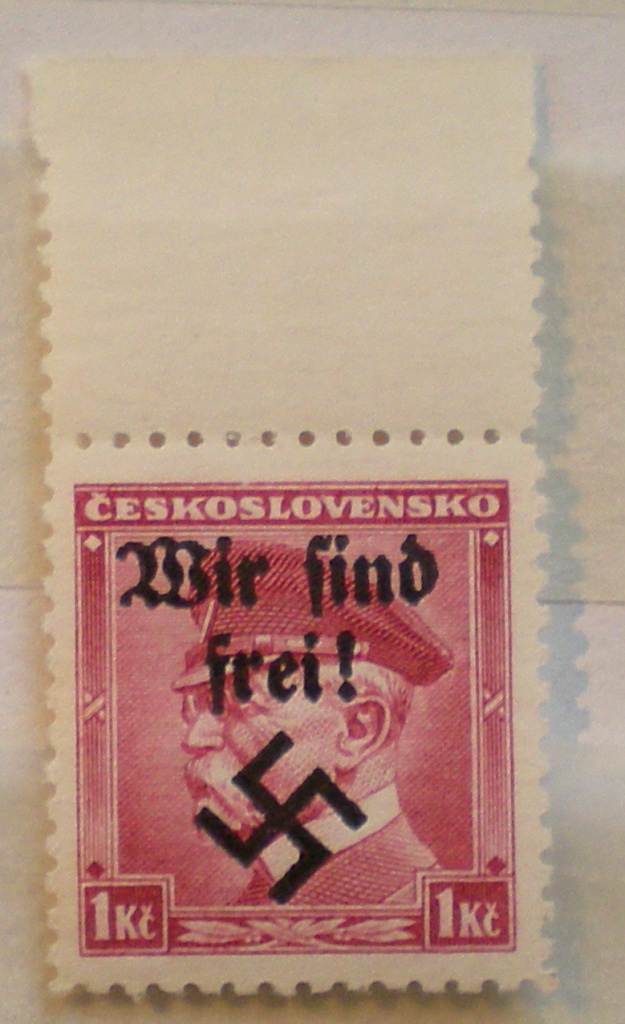 ČESKOSLOVENSKO
Wir sind
frei!
1Kč 1Kč